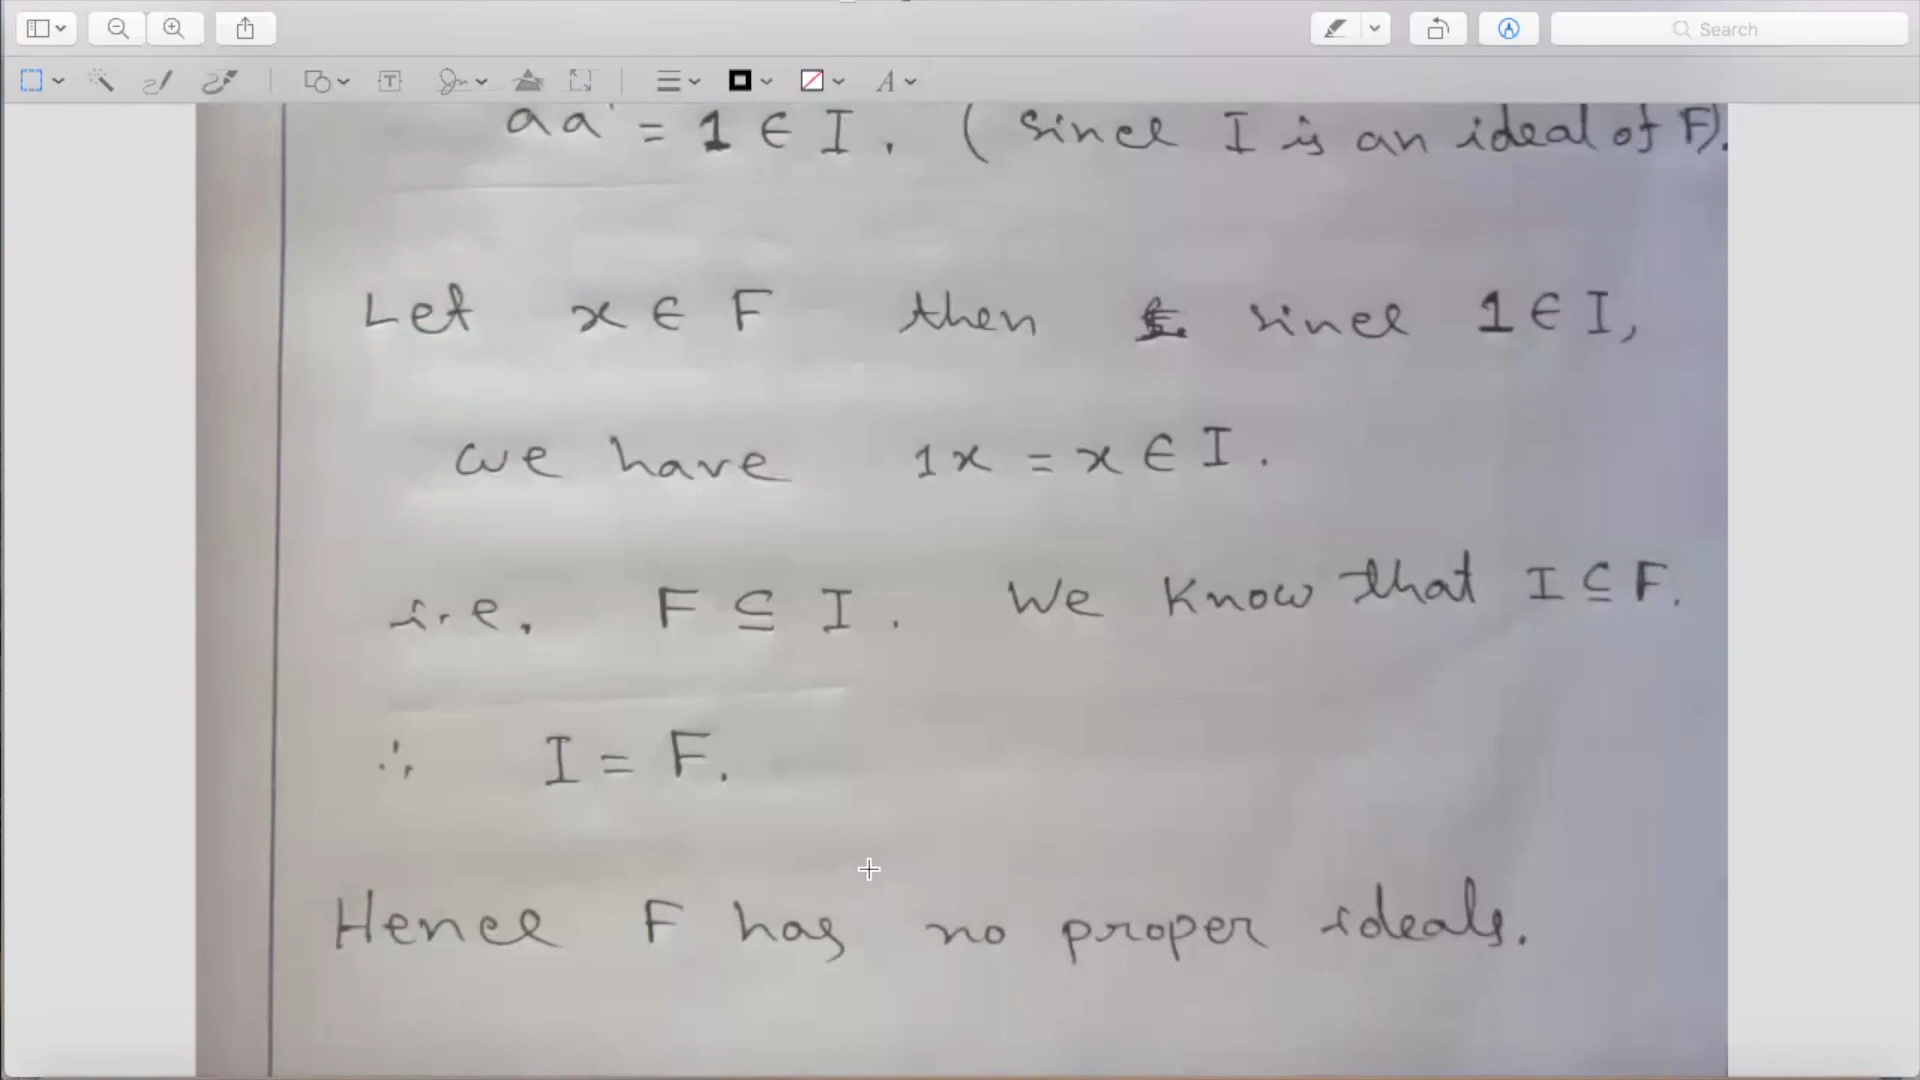 Search
aa' = 1 ∈ I. (since I is an ideal of F).
Let x ∈ F then since 1 ∈ I,
we have 1x = x ∈ I.
i.e. F ⊆ I. We know that I ⊆ F.
∴ I = F.
Hence F has no proper ideals.